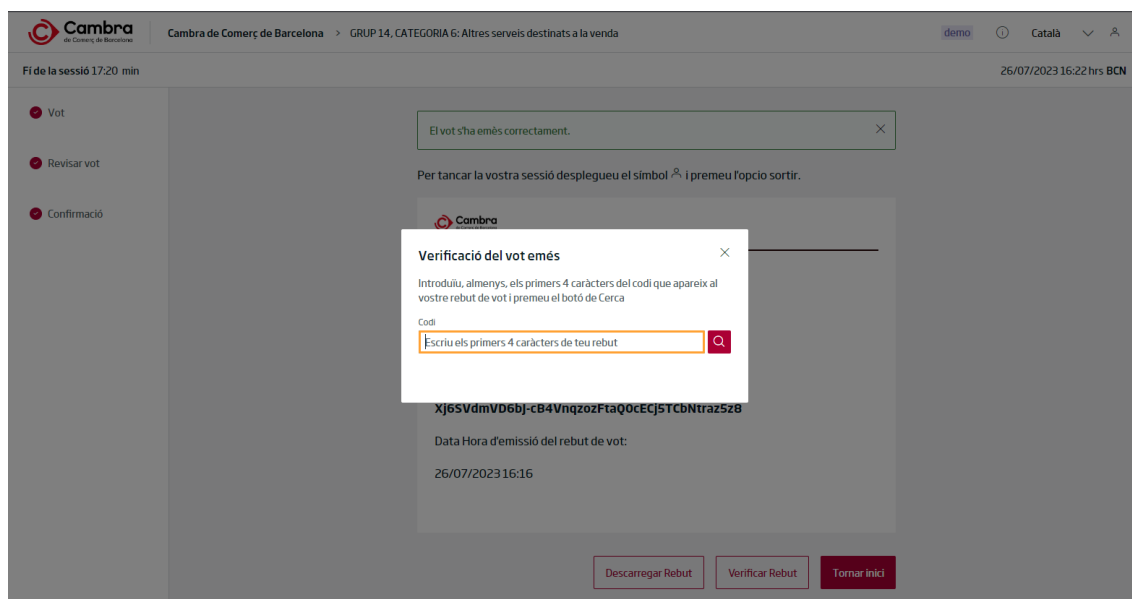 Cambra
de Comerç de Barcelona
Cambra de Comerç de Barcelona > GRUP 14, CATEGORIA 6: Altres serveis destinats a la venda
demo
Català
Fi de la sessió 17:20 min
26/07/2023 16:22 hrs BCN
Vot
Revisar vot
Confirmació
El vot s'ha emès correctament.
Per tancar la vostra sessió desplegueu el símbol i premeu l'opcio sortir.
Cambra
Verificació del vot emés
Introduïu, almenys, els primers 4 caràcters del codi que apareix al
vostre rebut de vot i premeu el botó de Cerca
Codi
Escriu els primers 4 caràcters de teu rebut
Xj6SVdmVD6bJ-cB4VnqzozFtaQ0cECj5TCbNtraz5z8
Data Hora d'emissió del rebut de vot:
26/07/2023 16:16
Descarregar Rebut
Verificar Rebut
Tornar inici